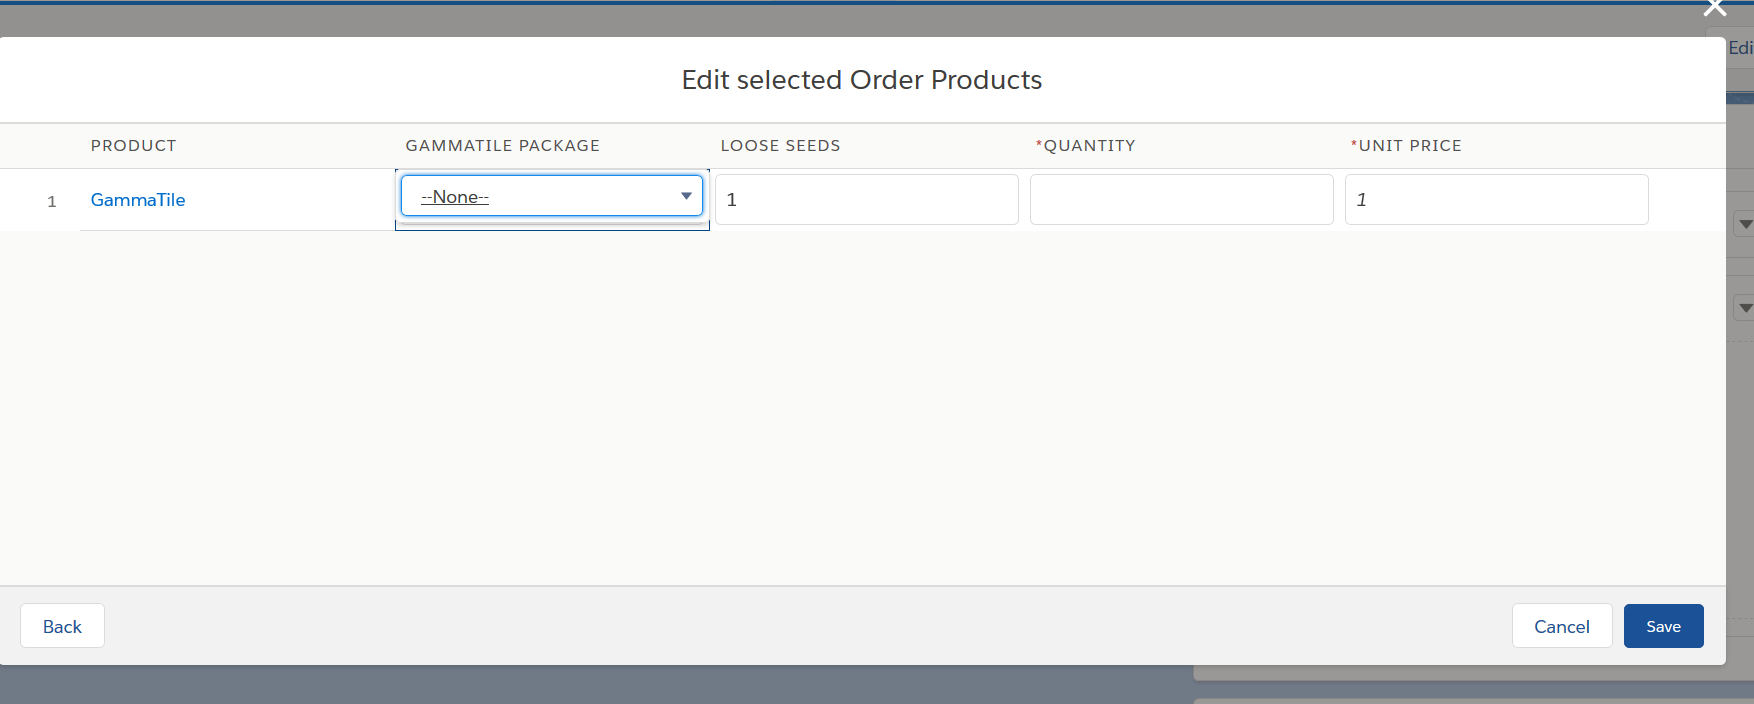 Edi
Edit selected Order Products
PRODUCT GAMMATILE PACKAGE LOOSE SEEDS *QUANTITY *UNIT PRICE
1 GammaTile --None-- 1 1
Back Cancel Save